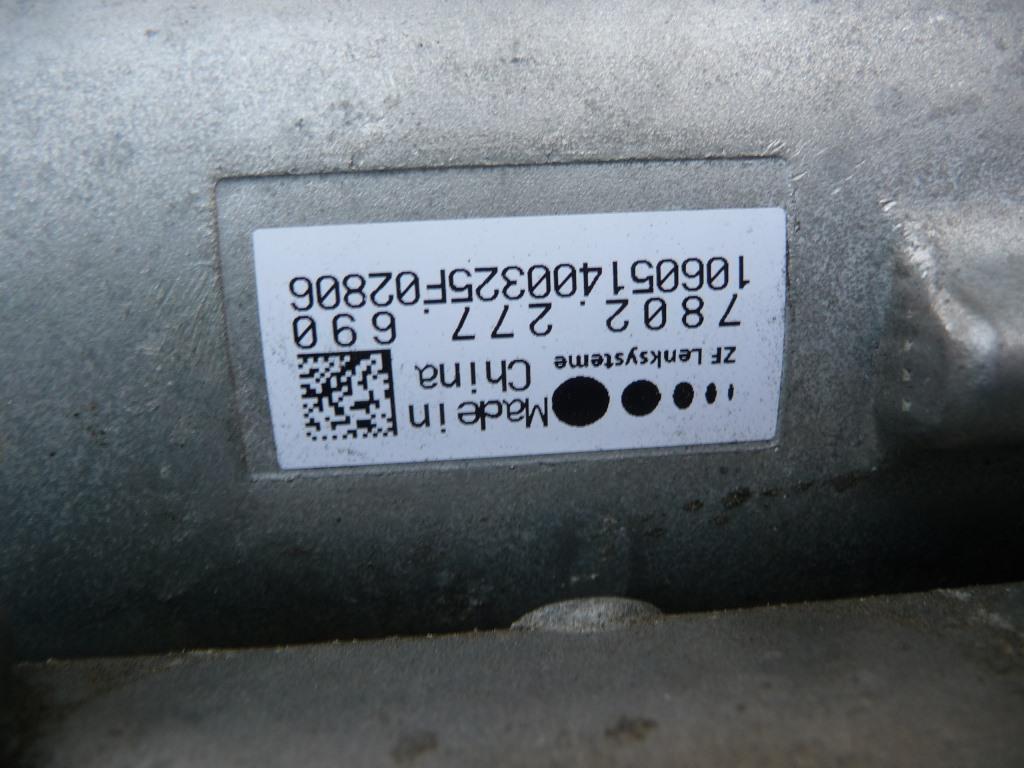 Made in
ZF Lenksysteme China
7802.277.690
106051400325F02806